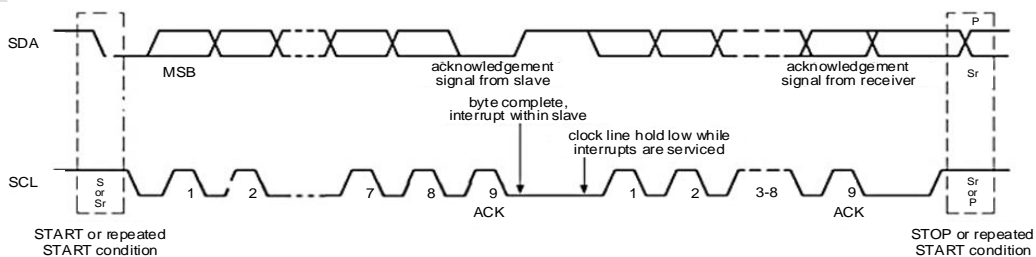 P
SDA
MSB
acknowledgement
signal from slave
acknowledgement
signal from receiver
Sr
byte complete,
interrupt within slave
clock line hold low while
interrupts are serviced
SCL
S
or
Sr
1
2
7
8
9
1
2
3-8
9
Sr
or
P
ACK
ACK
START or repeated
START condition
STOP or repeated
START condition